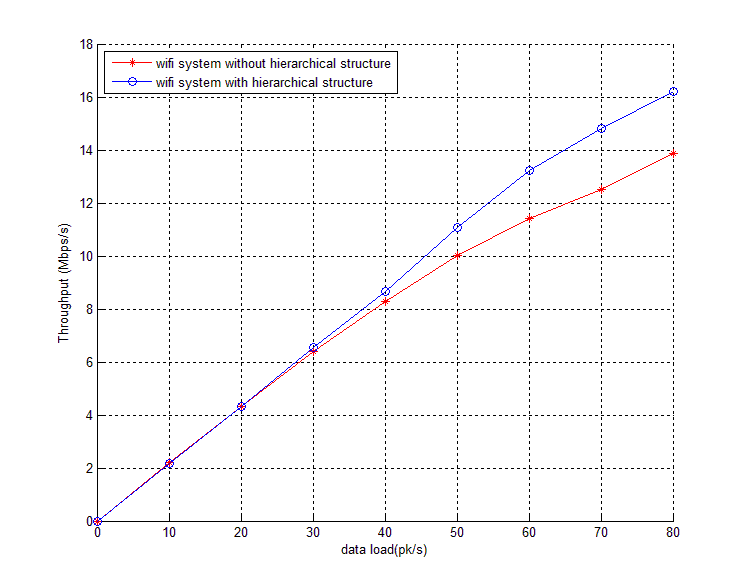 18
16
14
12
10
8
6
4
2
0
Throughput (Mbps/s)
wifi system without hierarchical structure
wifi system with hierarchical structure
0 10 20 30 40 50 60 70 80
data load(pk/s)